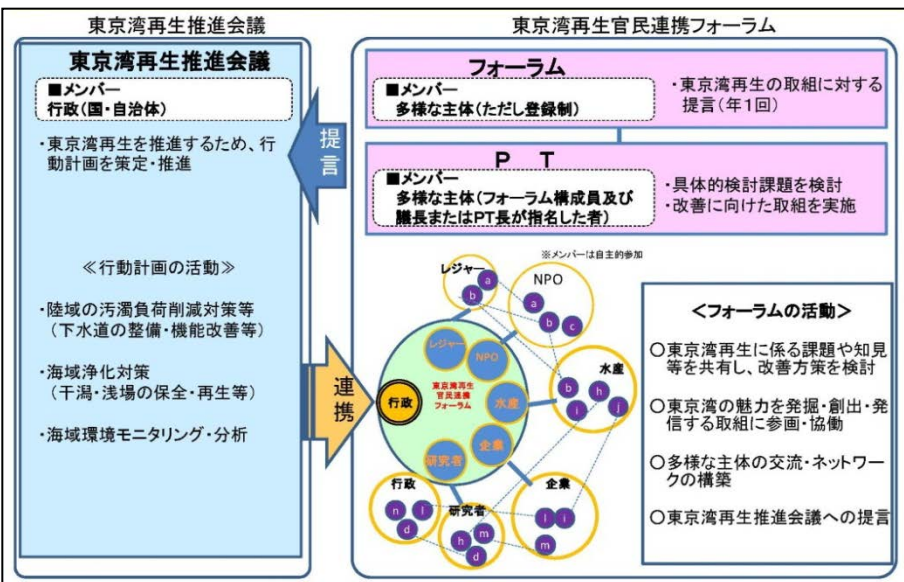 東京湾再生推進会議
東京湾再生推進会議
■メンバー
行政(国・自治体)
・東京湾再生を推進するため、行
動計画を策定・推進
≪行動計画の活動≫
・陸域の汚濁負荷削減対策等
(下水道の整備・機能改善等)
・海域浄化対策
(干潟・浅場の保全・再生等)
・海域環境モニタリング・分析
提言
連携
東京湾再生官民連携フォーラム
フォーラム
■メンバー
多様な主体(ただし登録制)
・東京湾再生の取組に対する
提言(年1回)
P T
■メンバー
多様な主体(フォーラム構成員及び
議長またはPT長が指名した者)
・具体的検討課題を検討
・改善に向けた取組を実施
※メンバーは自主的参加
レジャー
a
b
NPO
a
b
c
水産
b
h
i
j
レジャー
NPO
水産
企業
研究者
行政
東京湾再生
官民連携
フォーラム
行政
n
l
d
研究者
h
m
d
企業
l
i
m
<フォーラムの活動>
○東京湾再生に係る課題や知見
等を共有し、改善方策を検討
○東京湾の魅力を発掘・創出・発
信する取組に参画・協働
○多様な主体の交流・ネットワー
クの構築
○東京湾再生推進会議への提言